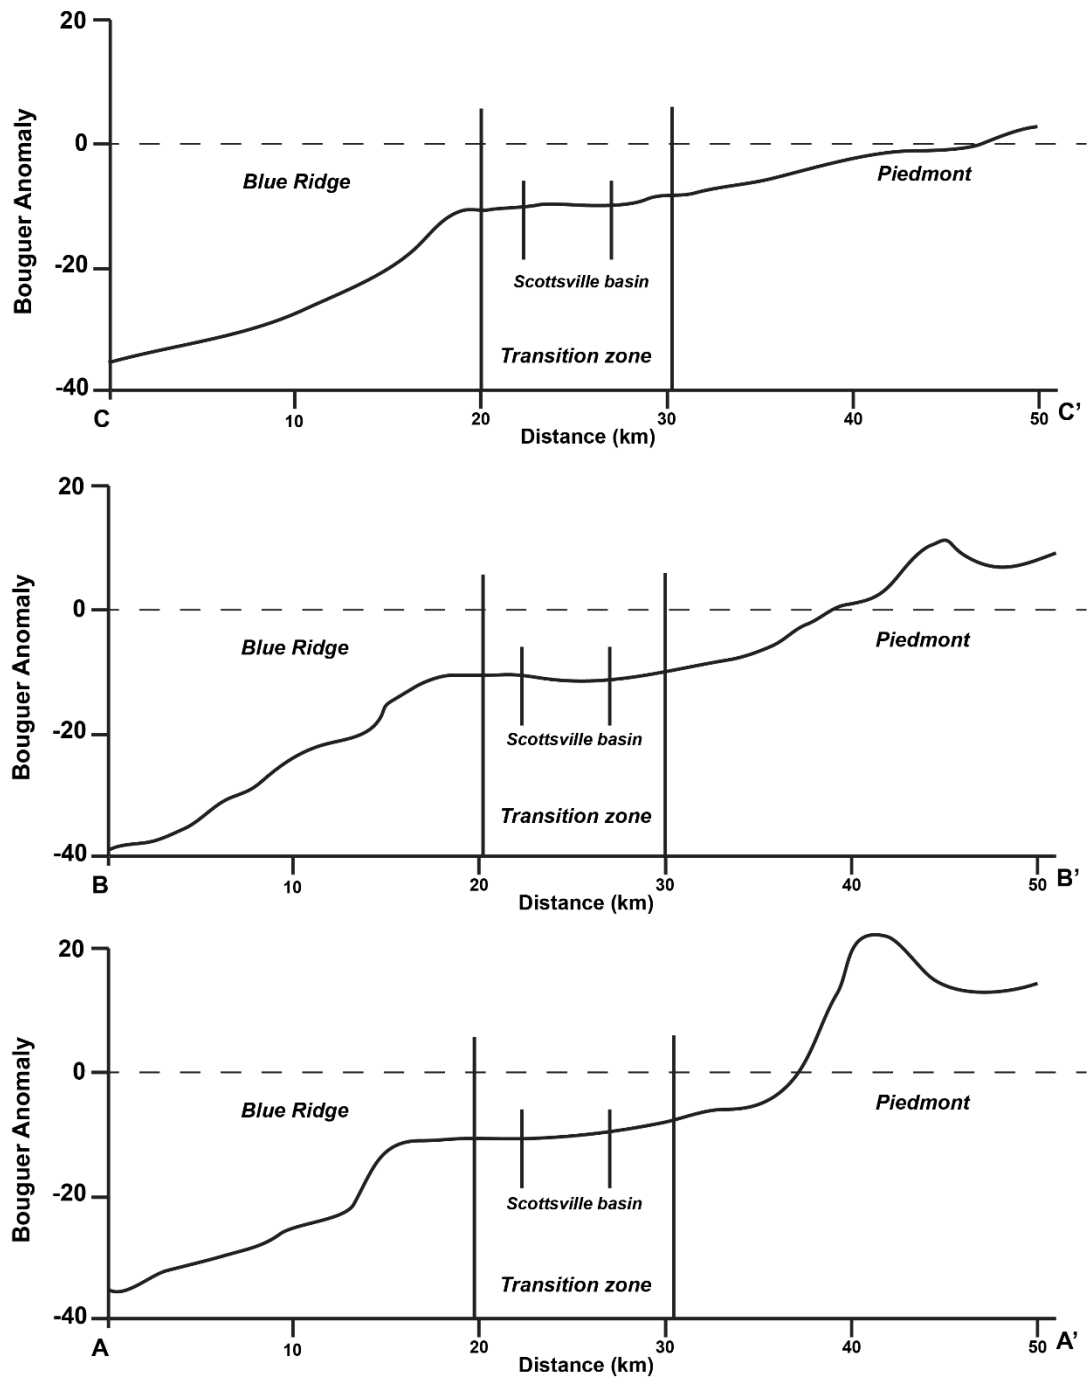 20
0
-20
-40
Bouguer Anomaly
Blue Ridge
Piedmont
Scottsville basin
Transition zone
C
10
20
30
40
50
C’
Distance (km)
20
0
-20
-40
Bouguer Anomaly
Blue Ridge
Piedmont
Scottsville basin
Transition zone
B
10
20
30
40
50
B’
Distance (km)
20
0
-20
-40
Bouguer Anomaly
Blue Ridge
Piedmont
Scottsville basin
Transition zone
A
10
20
30
40
50
A’
Distance (km)